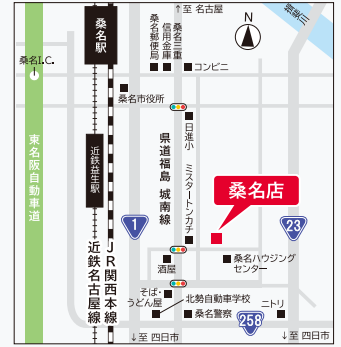 ↑至 名古屋
桑名駅
桑名郵便局
桑名三重信用金庫
N
揖斐川
桑名I.C.
コンビニ
桑名市役所
日進小
東名阪自動車道
近鉄益生駅
県道福島 城南線
ミスタートンカチ
桑名店
1
23
近鉄名古屋線
JR関西本線
酒屋
桑名ハウジング
センター
そば・
うどん屋
北勢自動車学校
ニトリ
桑名警察
258
↓至 四日市
↓至 四日市